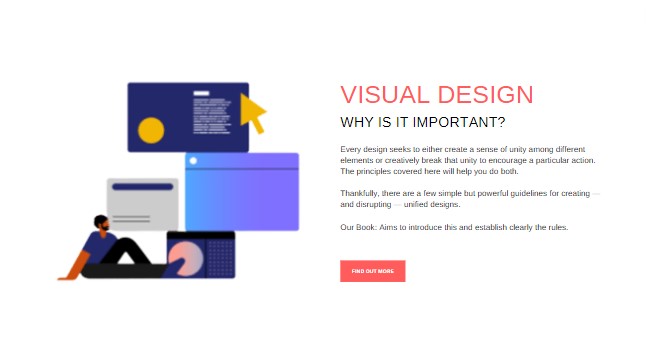 VISUAL DESIGN
WHY IS IT IMPORTANT?
Every design seeks to either create a sense of unity among different
elements or creatively break that unity to encourage a particular action.
The principles covered here will help you do both.
Thankfully, there are a few simple but powerful guidelines for creating —
and disrupting — unified designs.
Our Book: Aims to introduce this and establish clearly the rules.
FIND OUT MORE